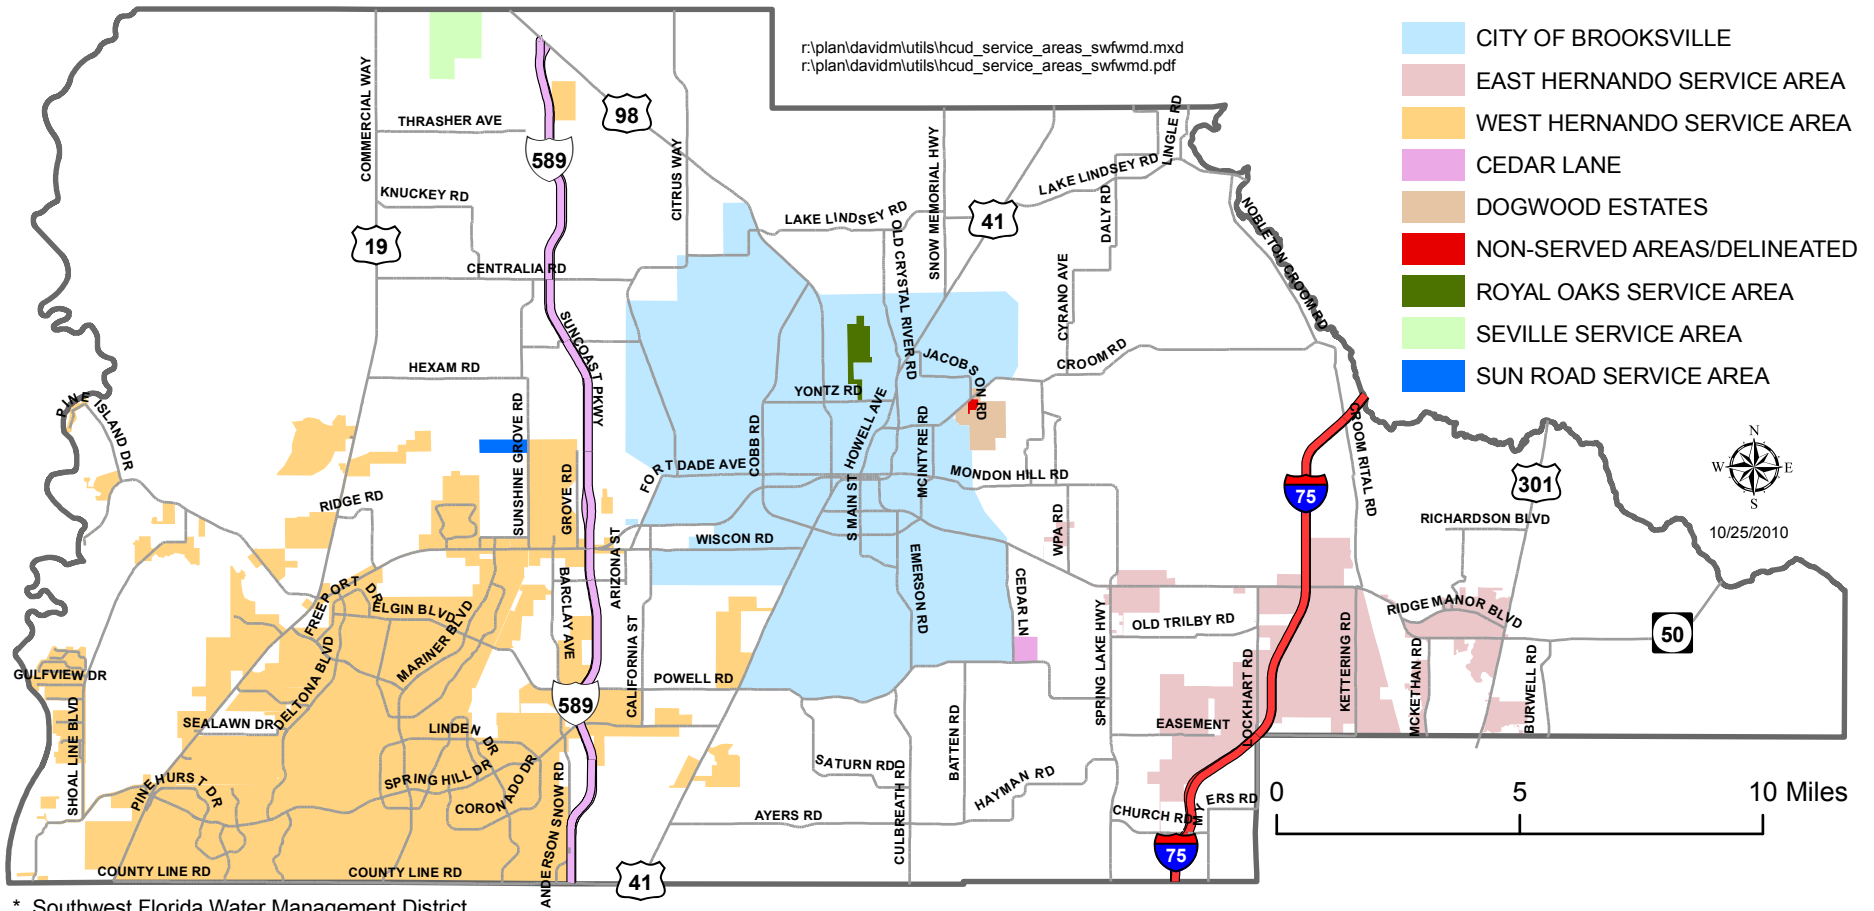 r:\plan\davidm\utils\hcud_service_areas_swfwmd.mxd
r:\plan\davidm\utils\hcud_service_areas_swfwmd.pdf
CITY OF BROOKSVILLE
EAST HERNANDO SERVICE AREA
WEST HERNANDO SERVICE AREA
CEDAR LANE
DOGWOOD ESTATES
NON-SERVED AREAS/DELINEATED
ROYAL OAKS SERVICE AREA
SEVILLE SERVICE AREA
SUN ROAD SERVICE AREA
COMMERCIAL WAY
THRASHER AVE
98
589
CITRUS WAY
KNUCKEY RD
19
CENTRALIA RD
LAKE LINDSEY RD
OLD CRYSTAL RIVER RD
SNOW MEMORIAL HWY
41
LAKE LINDSEY RD
DALY RD
LINGLE RD
NOBLETON CROOM RD
CYRANO AVE
SUNCOAST PKWY
HEXAM RD
JACOBSON RD
CROOM RD
YONTZ RD
PINE ISLAND DR
SUNSHINE GROVE RD
COBB RD
HOWELL AVE
MCINTYRE RD
CROOM RITAL RD
FORT DADE AVE
MONDON HILL RD
GROVE RD
RIDGE RD
S MAIN ST
WPA RD
75
301
N
W
E
S
10/25/2010
RICHARDSON BLVD
WISCON RD
ARIZONA ST
BARCLAY AVE
EMERSON RD
CEDAR LN
FREEPORT DR
ELGIN BLVD
MARINER BLVD
DELTONA BLVD
CALIFORNIA ST
SPRING LAKE HWY
OLD TRILBY RD
RIDGE MANOR BLVD
50
GULFVIEW DR
POWELL RD
589
LOCKHART RD
KETTERING RD
MCKETHAN RD
BURWELL RD
SHOAL LINE BLVD
SEALAWN DR
LINDEN DR
EASEMENT
BATTEN RD
SPRING HILL DR
CORONADO DR
PINEHURST DR
SATURN RD
CULBREATH RD
HAYMAN RD
ANDERSON SNOW RD
AYERS RD
CHURCH RD
MYERS RD
0
5
10 Miles
75
COUNTY LINE RD
COUNTY LINE RD
41
* Southwest Florida Water Management District